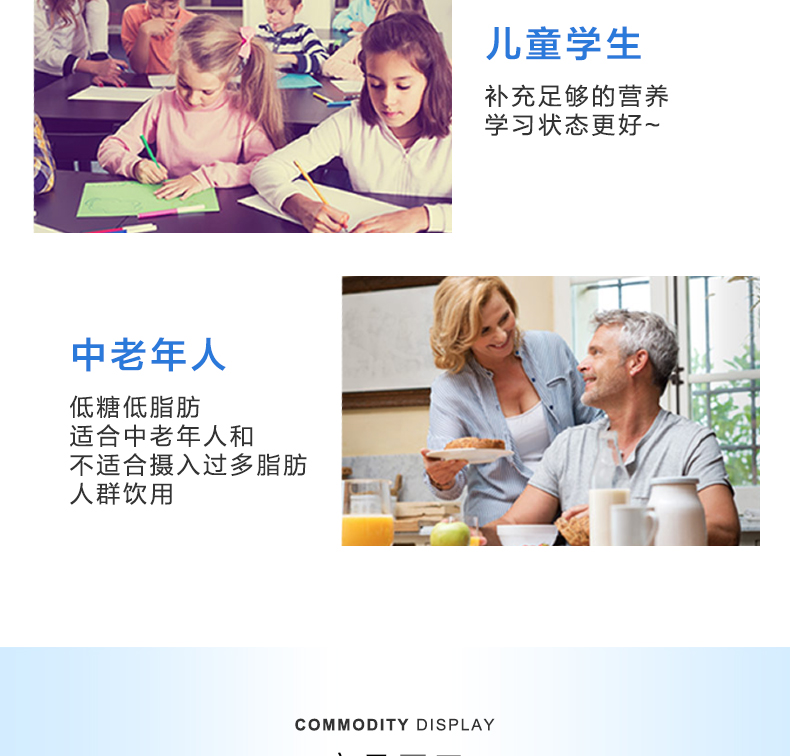 儿童学生
补充足够的营养
学习状态更好~
中老年人
低糖低脂肪
适合中老年人和
不适合摄入过多脂肪
人群饮用
COMMODITY DISPLAY